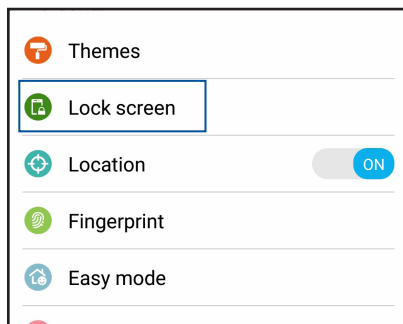 Themes
Lock screen
Location ON
Fingerprint
Easy mode